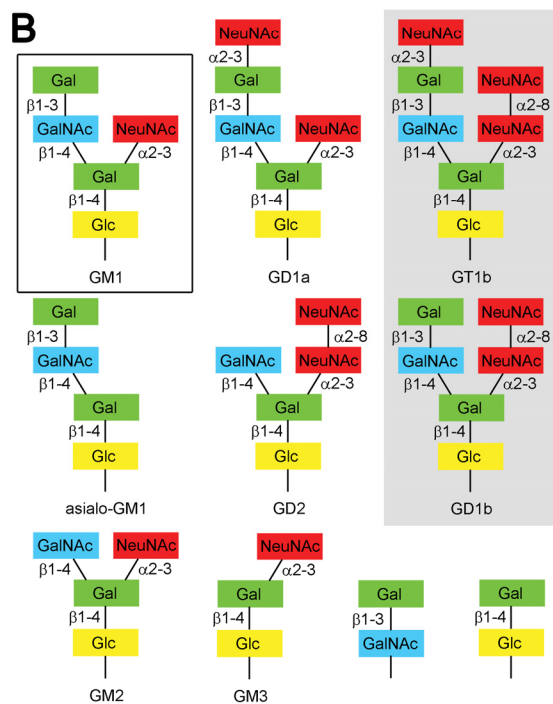 B
NeuNAc
NeuNAc
α2-3
α2-3
Gal
Gal
Gal
NeuNAc
β1-3
β1-3
β1-3
α2-8
GalNAc
NeuNAc
GalNAc
NeuNAc
GalNAc
NeuNAc
β1-4
α2-3
β1-4
α2-3
β1-4
α2-3
Gal
Gal
Gal
β1-4
β1-4
β1-4
Glc
Glc
Glc
GM1
GD1a
GT1b
Gal
NeuNAc
Gal
NeuNAc
β1-3
α2-8
β1-3
α2-8
GalNAc
GalNAc
NeuNAc
GalNAc
NeuNAc
β1-4
β1-4
α2-3
β1-4
α2-3
Gal
Gal
Gal
β1-4
β1-4
β1-4
Glc
Glc
Glc
asialo-GM1
GD2
GD1b
GalNAc
NeuNAc
NeuNAc
β1-4
α2-3
α2-3
Gal
Gal
Gal
Gal
β1-4
β1-4
β1-3
β1-4
Glc
Glc
GalNAc
Glc
GM2
GM3